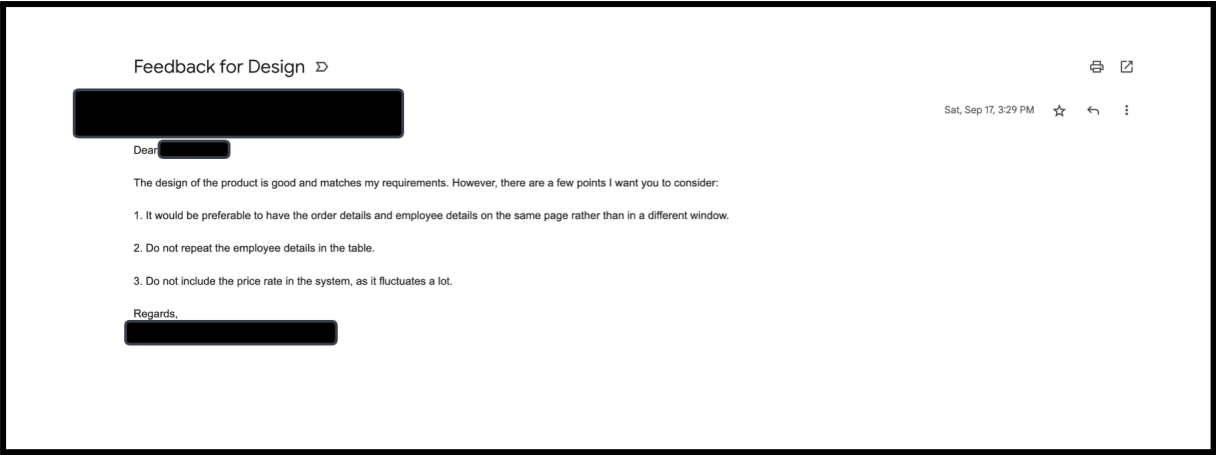 Feedback for Design
Sat, Sep 17, 3:29 PM
Dear
The design of the product is good and matches my requirements. However, there are a few points I want you to consider:
1. It would be preferable to have the order details and employee details on the same page rather than in a different window.
2. Do not repeat the employee details in the table.
3. Do not include the price rate in the system, as it fluctuates a lot.
Regards,